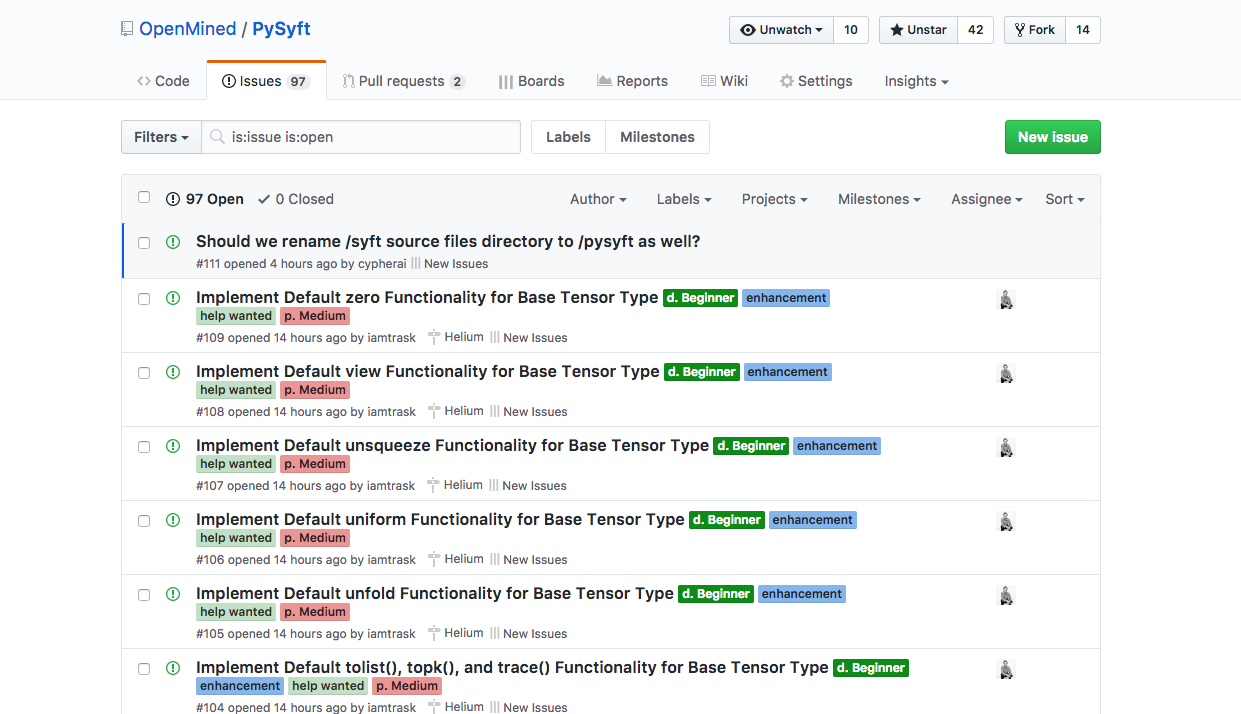 OpenMined / PySyft
Unwatch 10 Unstar 42 Fork 14
Code Issues 97 Pull requests 2 Boards Reports Wiki Settings Insights
Filters is:issue is:open Labels Milestones New issue
97 Open 0 Closed Author Labels Projects Milestones Assignee Sort
Should we rename /syft source files directory to /pysyft as well?
#111 opened 4 hours ago by cypherai New Issues
Implement Default zero Functionality for Base Tensor Type d. Beginner enhancement
help wanted p. Medium
#109 opened 14 hours ago by iamtrask Helium New Issues
Implement Default view Functionality for Base Tensor Type d. Beginner enhancement
help wanted p. Medium
#108 opened 14 hours ago by iamtrask Helium New Issues
Implement Default unsqueeze Functionality for Base Tensor Type d. Beginner enhancement
help wanted p. Medium
#107 opened 14 hours ago by iamtrask Helium New Issues
Implement Default uniform Functionality for Base Tensor Type d. Beginner enhancement
help wanted p. Medium
#106 opened 14 hours ago by iamtrask Helium New Issues
Implement Default unfold Functionality for Base Tensor Type d. Beginner enhancement
help wanted p. Medium
#105 opened 14 hours ago by iamtrask Helium New Issues
Implement Default tolist(), topk(), and trace() Functionality for Base Tensor Type d. Beginner
enhancement help wanted p. Medium
#104 opened 14 hours ago by iamtrask Helium New Issues